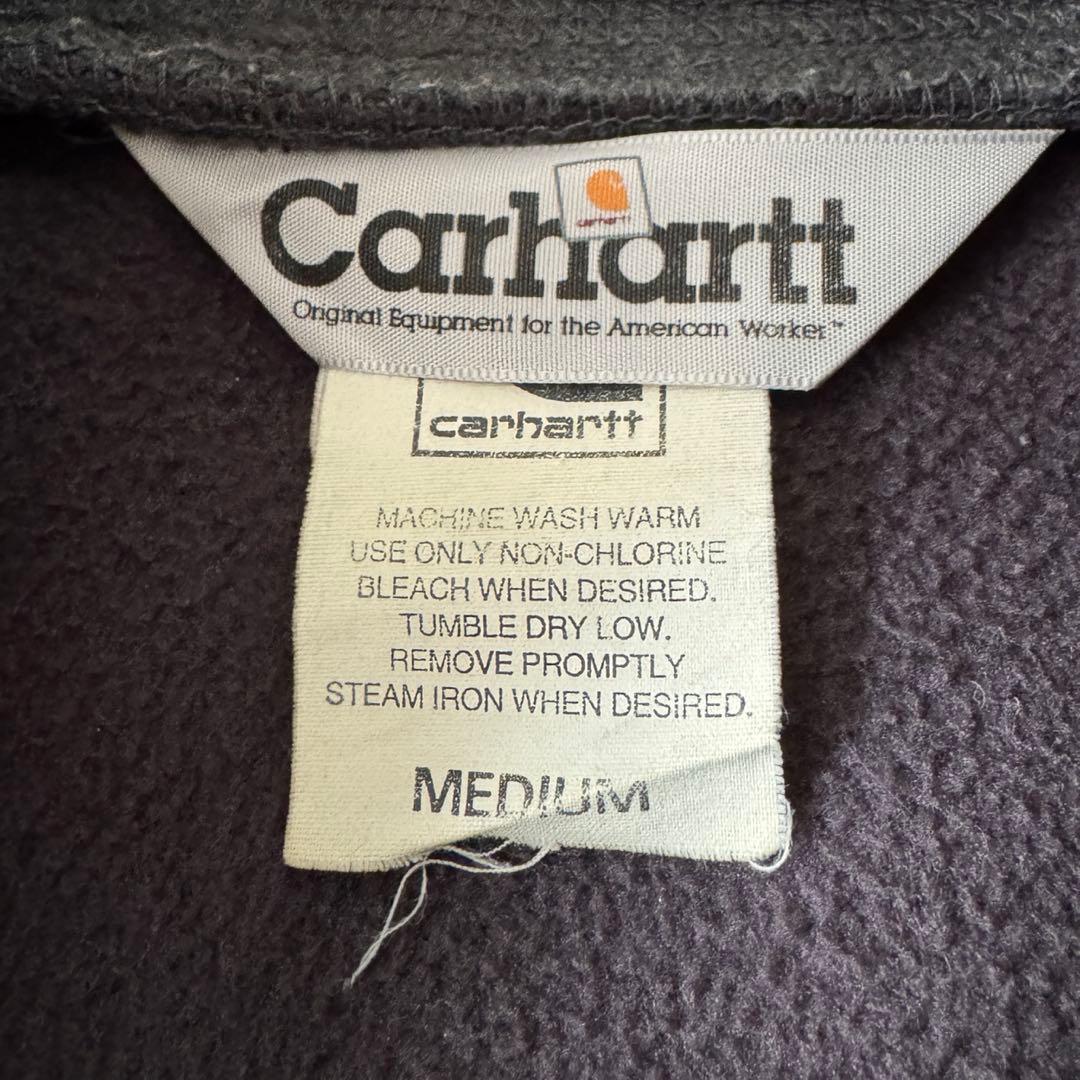 Carhartt
carhartt
Original Equipment for the American Worker™
carhartt
MACHINE WASH WARM
USE ONLY NON-CHLORINE
BLEACH WHEN DESIRED.
TUMBLE DRY LOW.
REMOVE PROMPTLY
STEAM IRON WHEN DESIRED.
MEDIUM